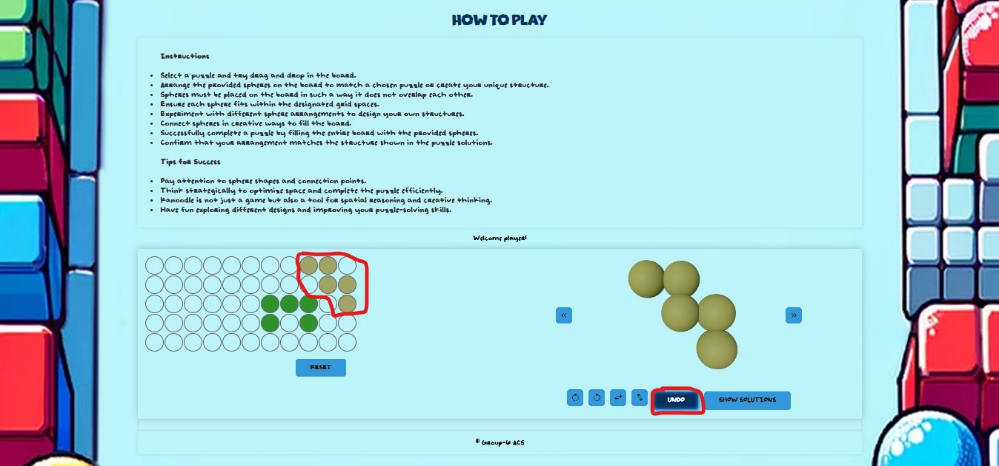 HOW TO PLAY
Instructions
Select a puzzle and try drag and drop in the board.
Arrange the provided spheres on the board to match a chosen puzzle or create your unique structure.
Spheres must be placed on the board in such a way it does not overlap each other.
Ensure each sphere fits within the designated grid spaces.
Experiment with different sphere arrangements to design your own structures.
Connect spheres in creative ways to fill the board.
Successfully complete a puzzle by filling the entire board with the provided spheres.
Confirm that your arrangement matches the structure shown in the puzzle solutions.
Tips for Success
Pay attention to sphere shapes and connection points.
Think strategically to optimize space and complete the puzzle efficiently.
Kanoodle is not just a game but also a tool for spatial reasoning and creative thinking.
Have fun exploring different designs and improving your puzzle-solving skills.
Welcome player!
«
»
RESET
UNDO
SHOW SOLUTIONS
© Group-6 ACS